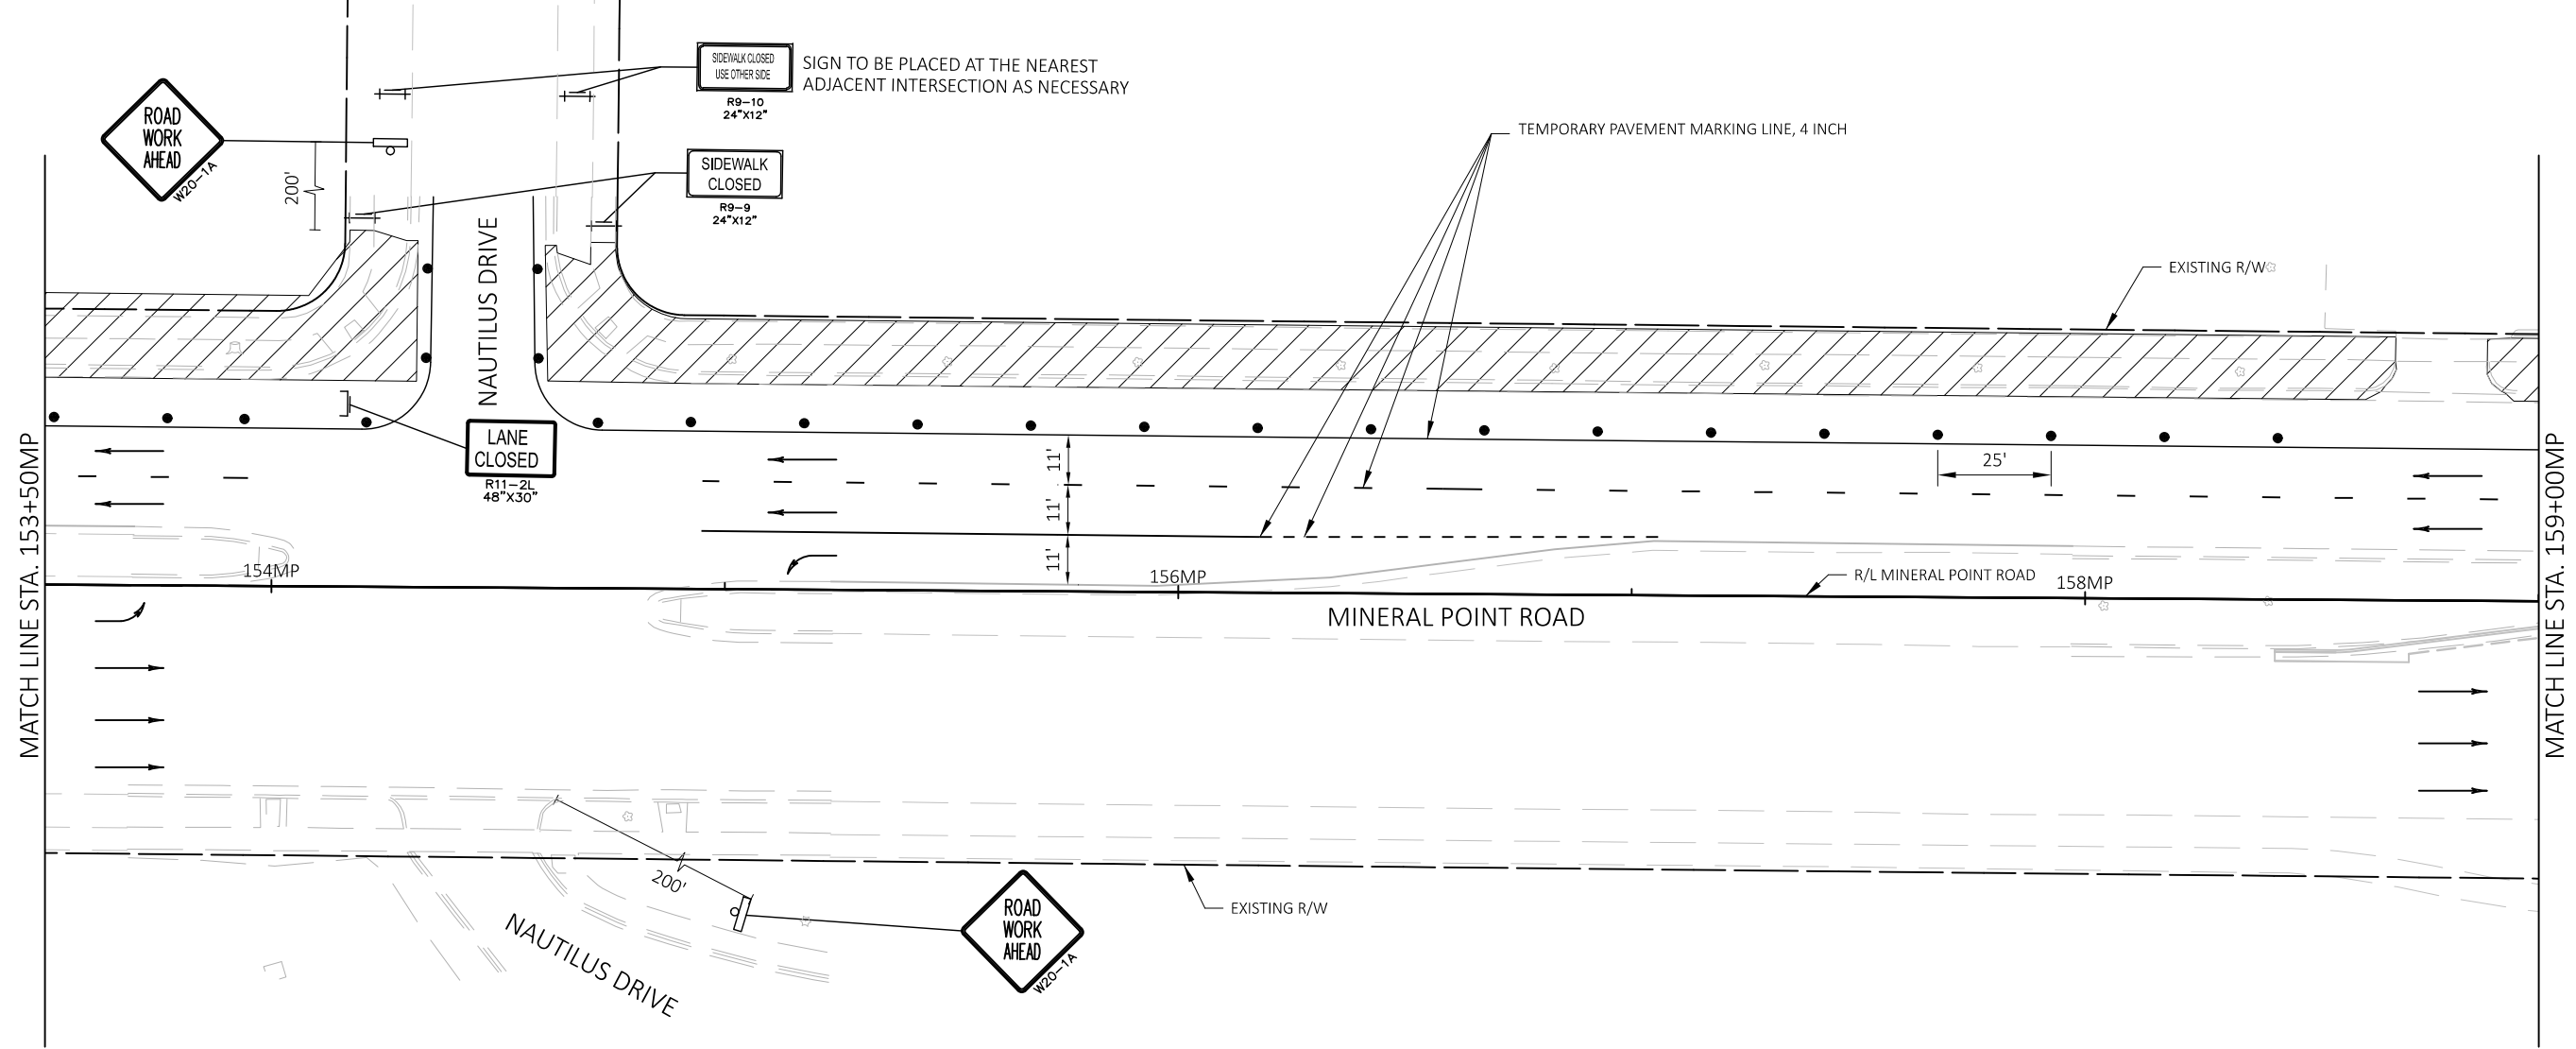 SIDEWALK CLOSED
USE OTHER SIDE
R9-10
24"X12"
SIGN TO BE PLACED AT THE NEAREST
ADJACENT INTERSECTION AS NECESSARY
ROAD
WORK
AHEAD
W20-1A
200'
SIDEWALK
CLOSED
R9-9
24"X12"
TEMPORARY PAVEMENT MARKING LINE, 4 INCH
NAUTILUS DRIVE
EXISTING R/W
LANE
CLOSED
R11-2L
48"X30"
11'
11'
11'
25'
MATCH LINE STA. 153+50MP
MATCH LINE STA. 159+00MP
154MP
156MP
R/L MINERAL POINT ROAD
158MP
MINERAL POINT ROAD
200'
NAUTILUS DRIVE
ROAD
WORK
AHEAD
W20-1A
EXISTING R/W